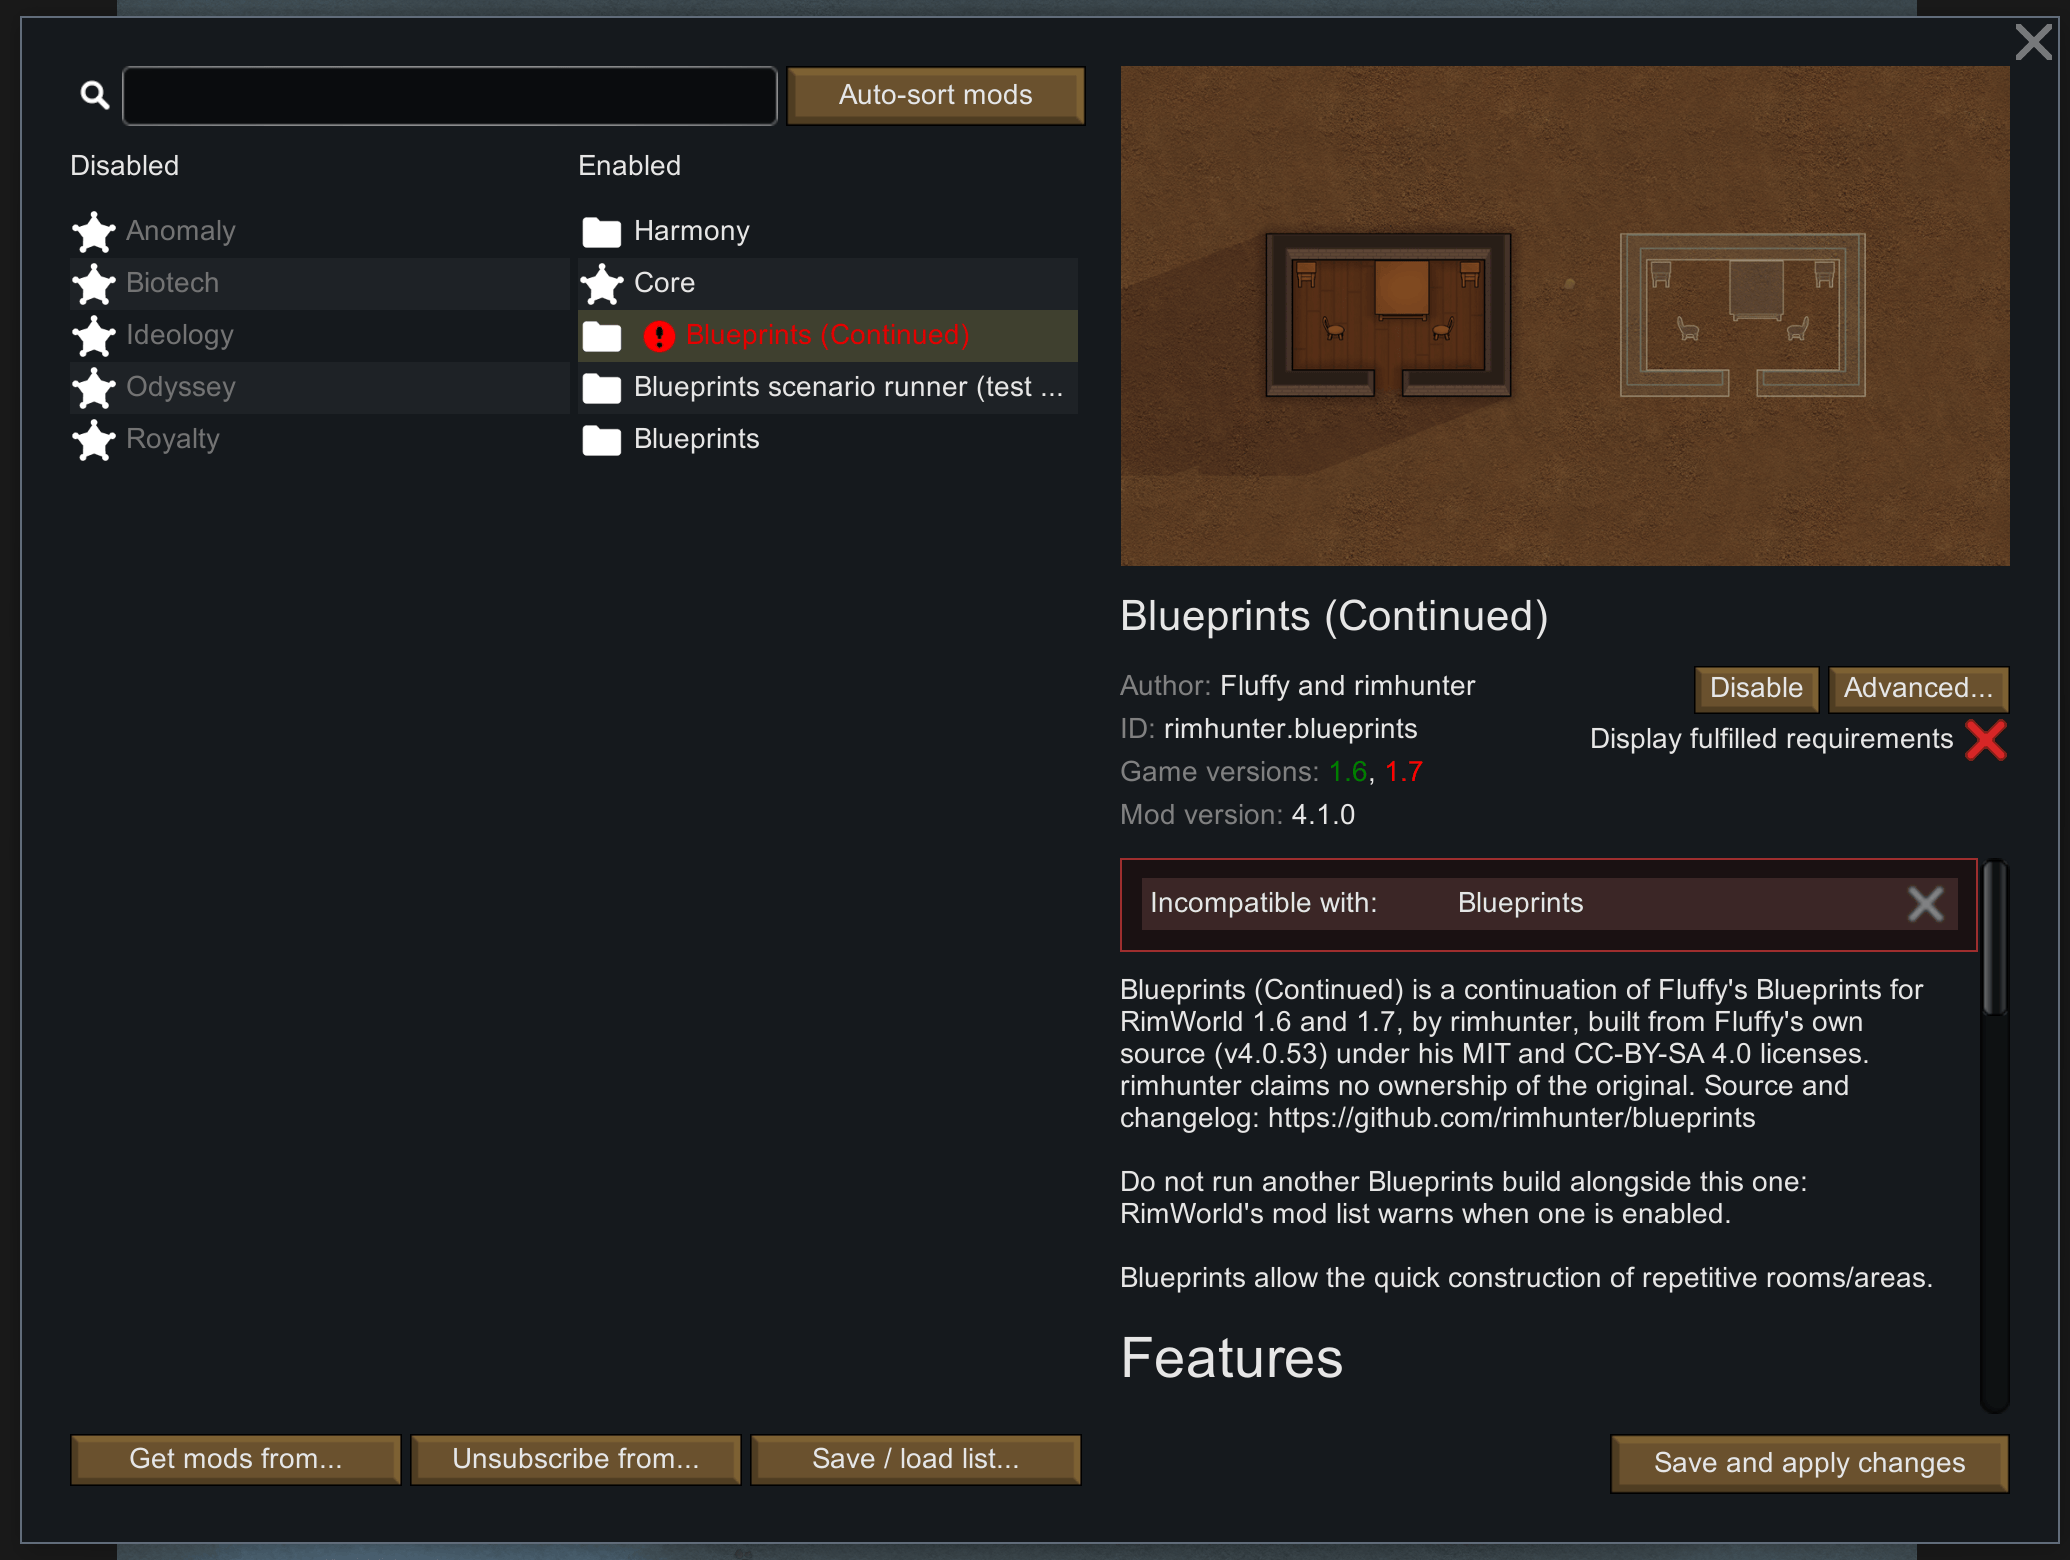 Auto-sort mods
Disabled
Enabled
Anomaly
Biotech
Ideology
Odyssey
Royalty
Harmony
Core
Blueprints (Continued)
Blueprints scenario runner (test ...
Blueprints
Blueprints (Continued)
Author: Fluffy and rimhunter
ID: rimhunter.blueprints
Game versions: 1.6, 1.7
Mod version: 4.1.0
Disable
Advanced...
Display fulfilled requirements
Incompatible with: Blueprints
Blueprints (Continued) is a continuation of Fluffy's Blueprints for
RimWorld 1.6 and 1.7, by rimhunter, built from Fluffy's own
source (v4.0.53) under his MIT and CC-BY-SA 4.0 licenses.
rimhunter claims no ownership of the original. Source and
changelog: https://github.com/rimhunter/blueprints
Do not run another Blueprints build alongside this one:
RimWorld's mod list warns when one is enabled.
Blueprints allow the quick construction of repetitive rooms/areas.
Features
Get mods from...
Unsubscribe from...
Save / load list...
Save and apply changes